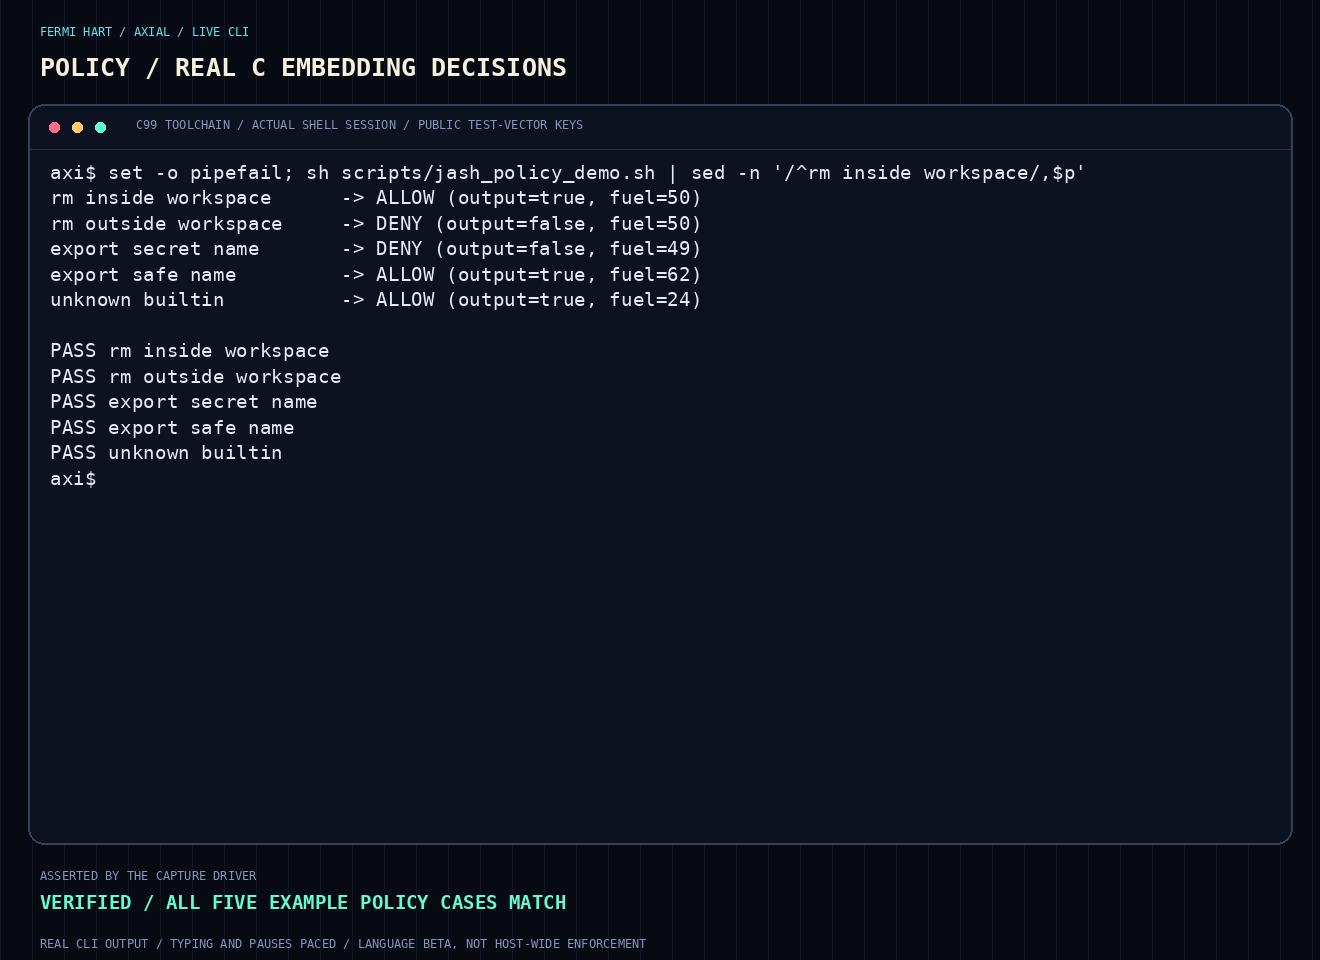 FERMI HART / AXIAL / LIVE CLI
POLICY / REAL C EMBEDDING DECISIONS
C99 TOOLCHAIN / ACTUAL SHELL SESSION / PUBLIC TEST-VECTOR KEYS
axi$ set -o pipefail; sh scripts/jash_policy_demo.sh | sed -n '/^rm inside workspace/,$p'
rm inside workspace      -> ALLOW (output=true, fuel=50)
rm outside workspace     -> DENY (output=false, fuel=50)
export secret name       -> DENY (output=false, fuel=49)
export safe name         -> ALLOW (output=true, fuel=62)
unknown builtin          -> ALLOW (output=true, fuel=24)
PASS rm inside workspace
PASS rm outside workspace
PASS export secret name
PASS export safe name
PASS unknown builtin
axi$
ASSERTED BY THE CAPTURE DRIVER
VERIFIED / ALL FIVE EXAMPLE POLICY CASES MATCH
REAL CLI OUTPUT / TYPING AND PAUSES PACED / LANGUAGE BETA, NOT HOST-WIDE ENFORCEMENT